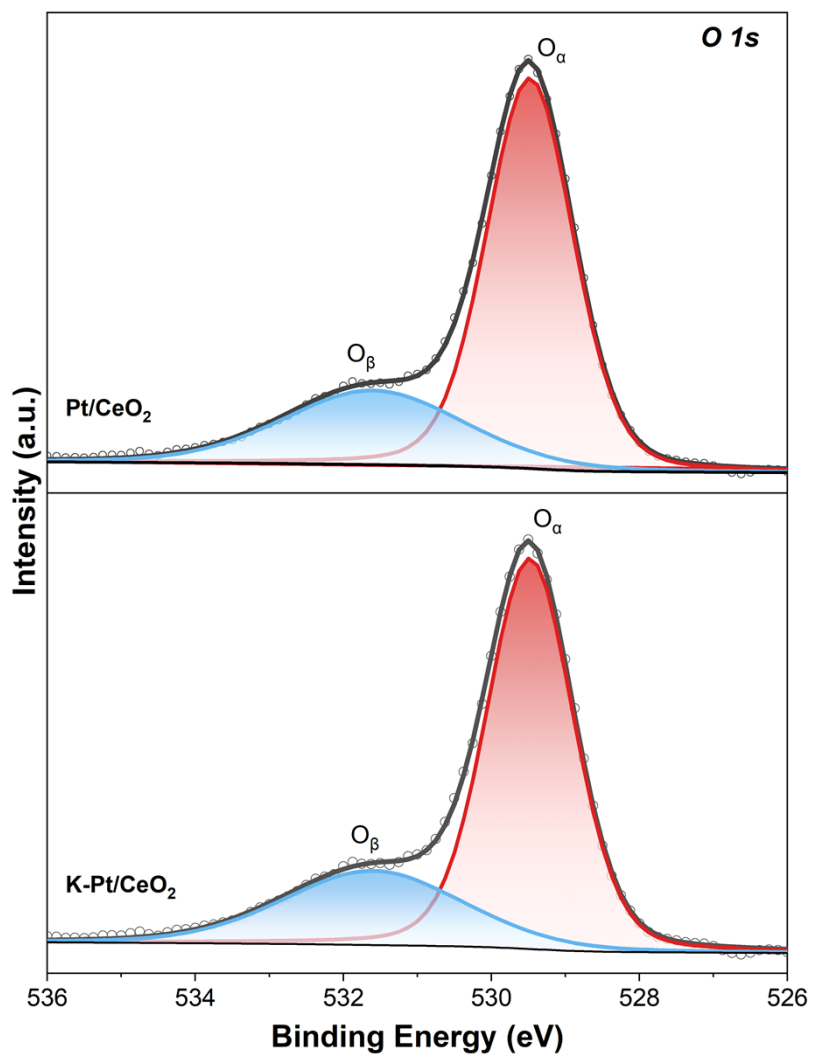 O 1s
Oα
Oβ
Pt/CeO₂
Oα
Oβ
K-Pt/CeO₂
Intensity (a.u.)
536 534 532 530 528 526
Binding Energy (eV)